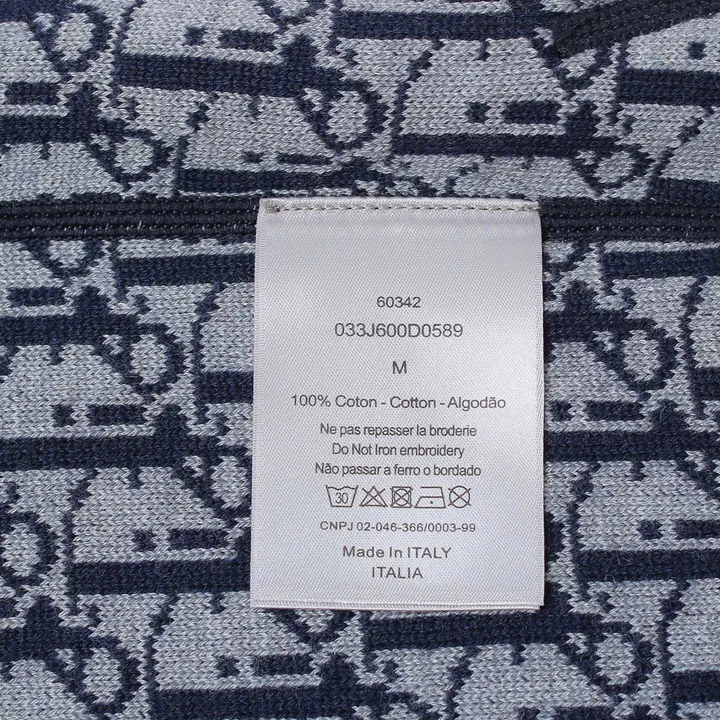 60342
033J600D0589
M
100% Coton - Cotton - Algodão
Ne pas repasser la broderie
Do Not Iron embroidery
Não passar a ferro o bordado
30
CNPJ 02-046-366/0003-99
Made In ITALY
ITALIA